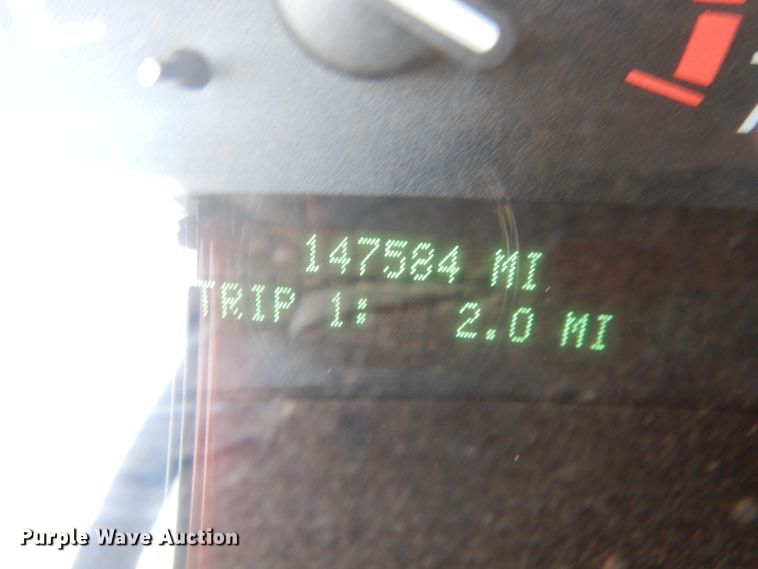 147584 MI
TRIP 1: 2.0 MI
Purple Wave Auction